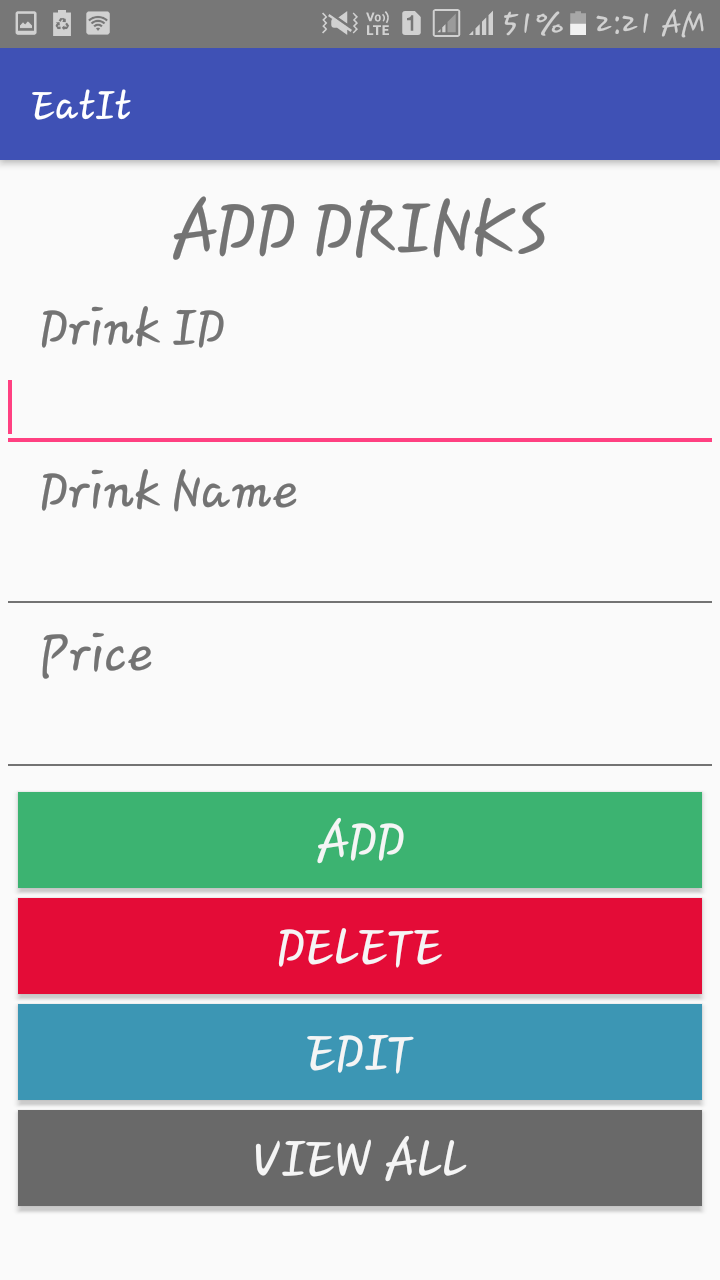 Vo)) LTE 1 51% 2:21 AM
EatIt
ADD DRINKS
Drink ID
Drink Name
Price
ADD
DELETE
EDIT
VIEW ALL